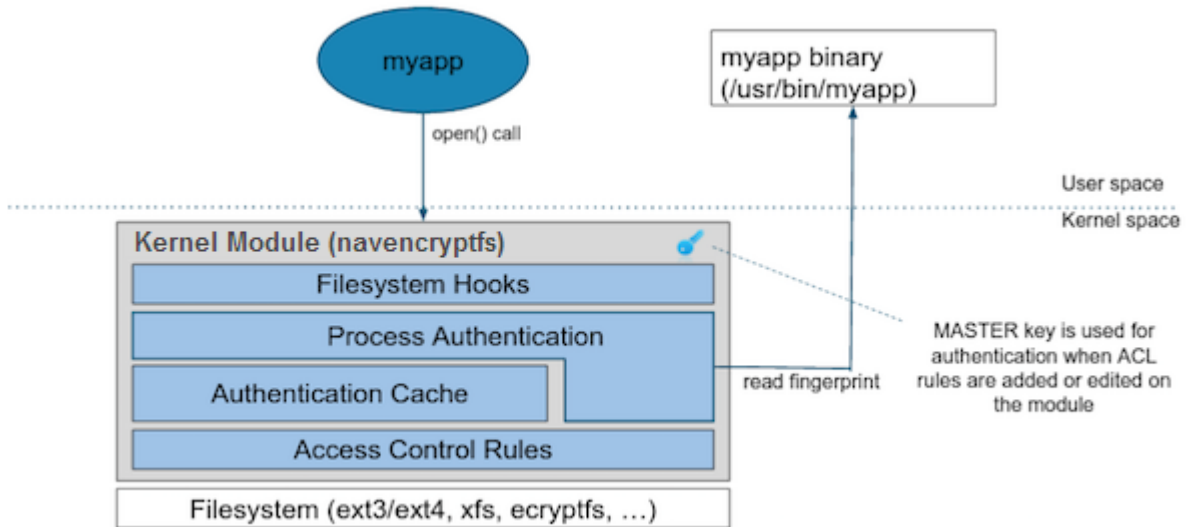 myapp
myapp binary
(/usr/bin/myapp)
open() call
User space
Kernel space
Kernel Module (navencryptfs)
Filesystem Hooks
Process Authentication
Authentication Cache
Access Control Rules
read fingerprint
MASTER key is used for
authentication when ACL
rules are added or edited on
the module
Filesystem (ext3/ext4, xfs, ecryptfs, …)